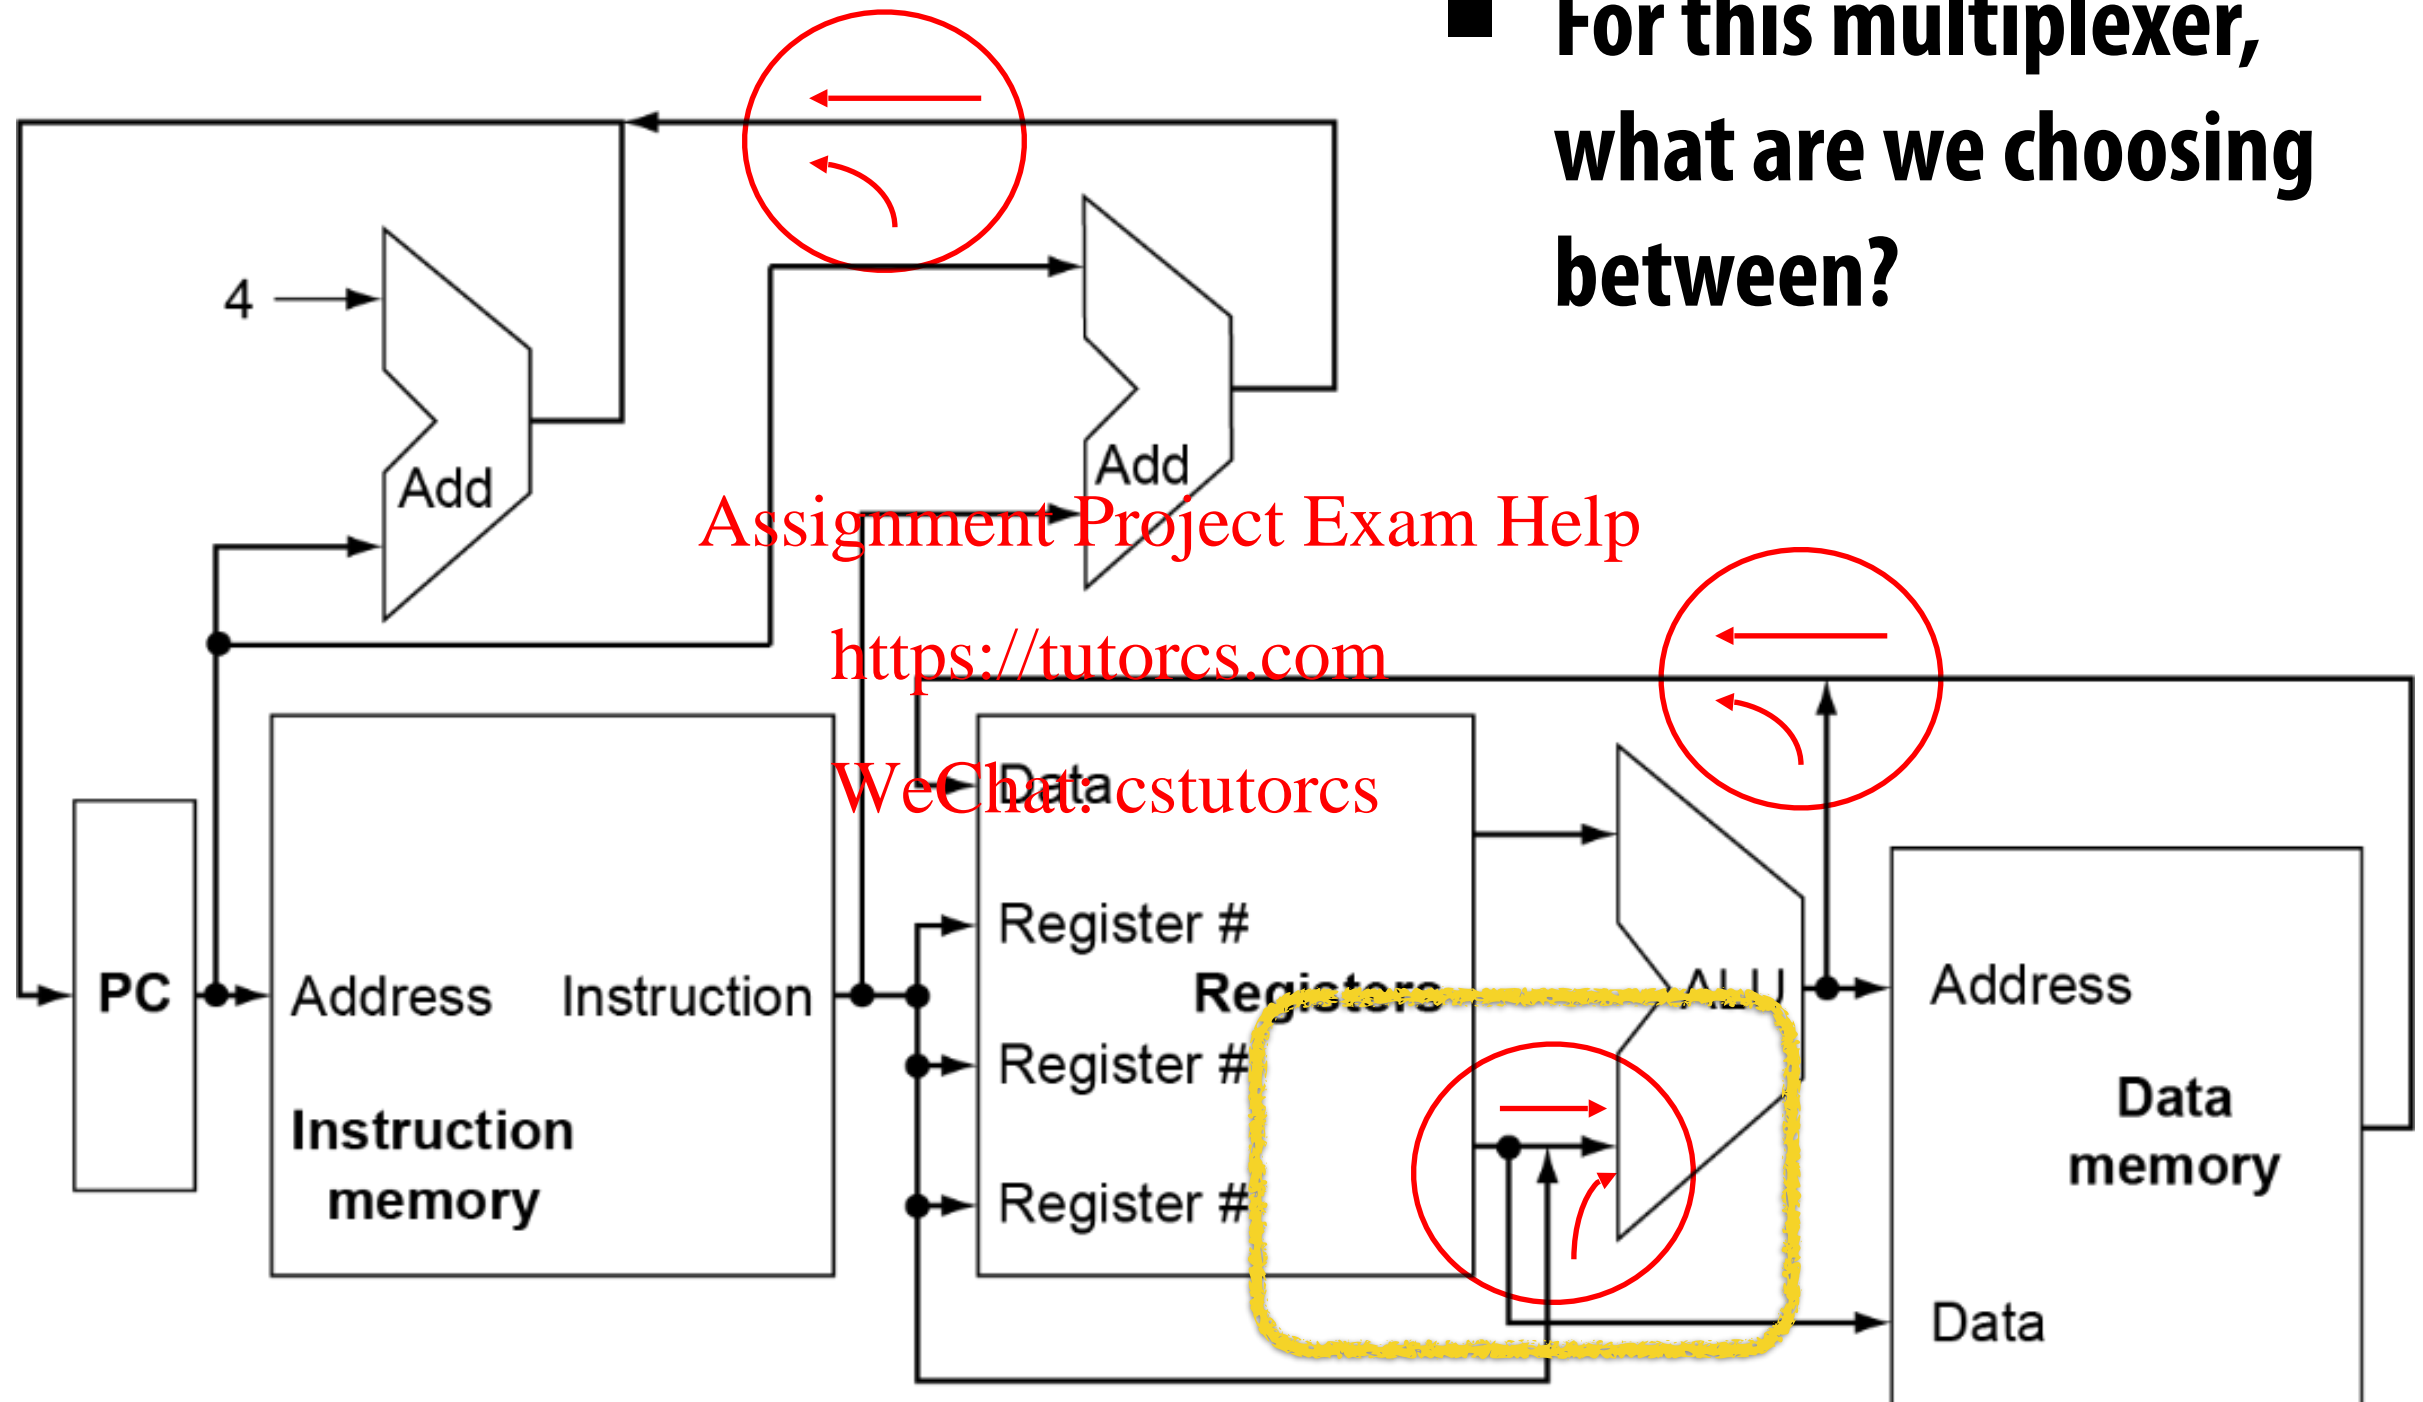 ■ For this multiplexer,
what are we choosing
between?
4
Add
Add
Assignment Project Exam Help
https://tutorcs.com
WeChat: cstutorcs
Data
Register #
PC
Address
Instruction
Registers
ALU
Address
Register #
Data
memory
Instruction
memory
Register #
Data